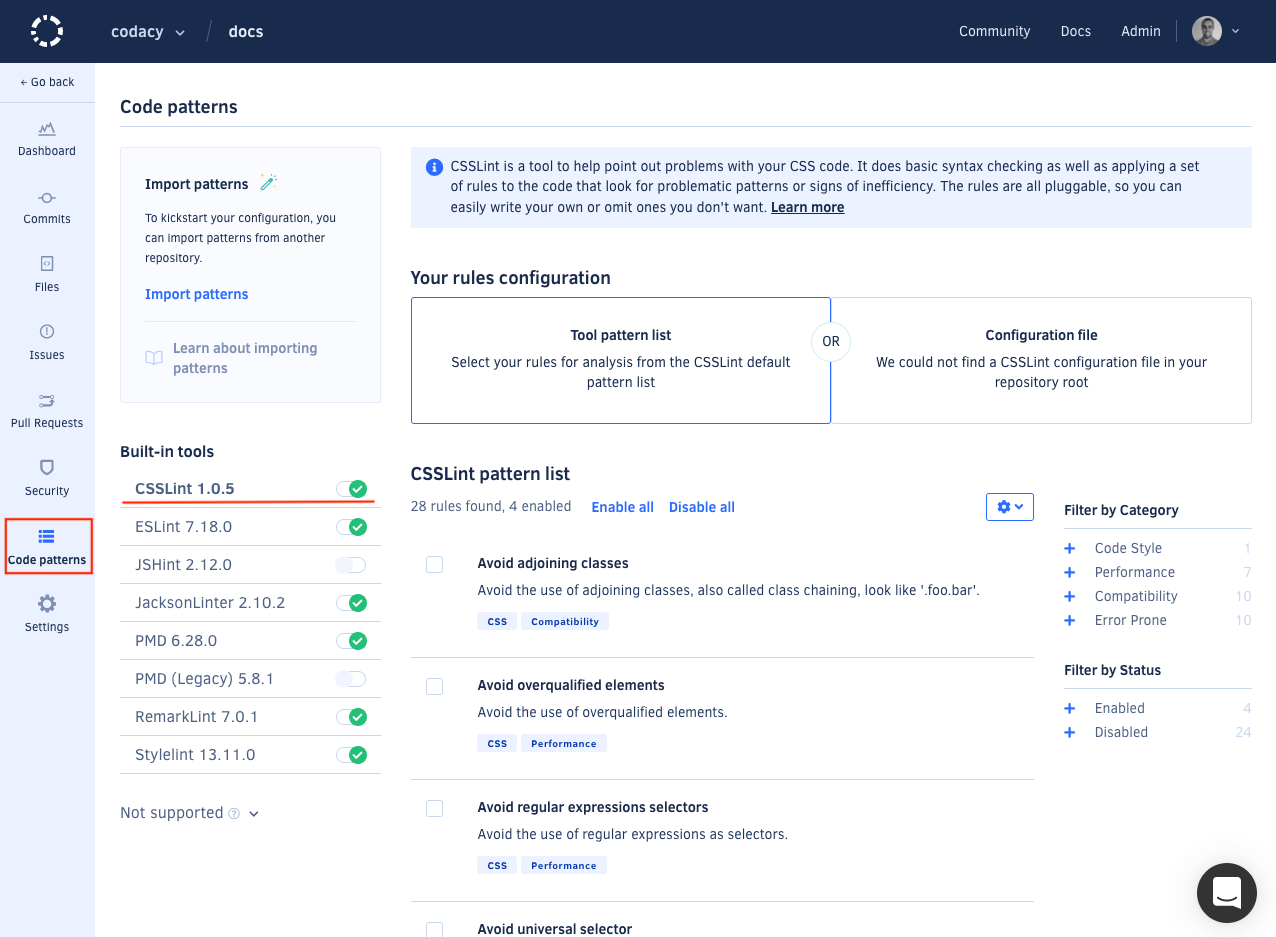 codacy
docs
Community
Docs
Admin
← Go back
Dashboard
Commits
Files
Issues
Pull Requests
Security
Code patterns
Settings
Code patterns
Import patterns
To kickstart your configuration, you
can import patterns from another
repository.
Import patterns
Learn about importing
patterns
Built-in tools
CSSLint 1.0.5
ESLint 7.18.0
JSHint 2.12.0
JacksonLinter 2.10.2
PMD 6.28.0
PMD (Legacy) 5.8.1
RemarkLint 7.0.1
Stylelint 13.11.0
Not supported ?
CSSLint is a tool to help point out problems with your CSS code. It does basic syntax checking as well as applying a set
of rules to the code that look for problematic patterns or signs of inefficiency. The rules are all pluggable, so you can
easily write your own or omit ones you don't want. Learn more
Your rules configuration
Tool pattern list
Select your rules for analysis from the CSSLint default
pattern list
OR
Configuration file
We could not find a CSSLint configuration file in your
repository root
CSSLint pattern list
28 rules found, 4 enabled Enable all Disable all
Avoid adjoining classes
Avoid the use of adjoining classes, also called class chaining, look like '.foo.bar'.
CSS Compatibility
Avoid overqualified elements
Avoid the use of overqualified elements.
CSS Performance
Avoid regular expressions selectors
Avoid the use of regular expressions as selectors.
CSS Performance
Avoid universal selector
Filter by Category
+ Code Style 1
+ Performance 7
+ Compatibility 10
+ Error Prone 10
Filter by Status
+ Enabled 4
+ Disabled 24